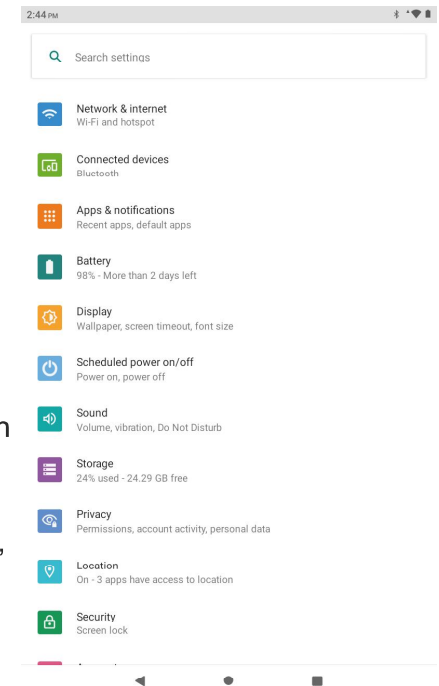 2:44 PM
Search settings
Network & internet
Wi-Fi and hotspot
Connected devices
Bluetooth
Apps & notifications
Recent apps, default apps
Battery
98% - More than 2 days left
Display
Wallpaper, screen timeout, font size
Scheduled power on/off
Power on, power off
n
Sound
Volume, vibration, Do Not Disturb
Storage
24% used - 24.29 GB free
Privacy
Permissions, account activity, personal data
,
Location
On - 3 apps have access to location
Security
Screen lock